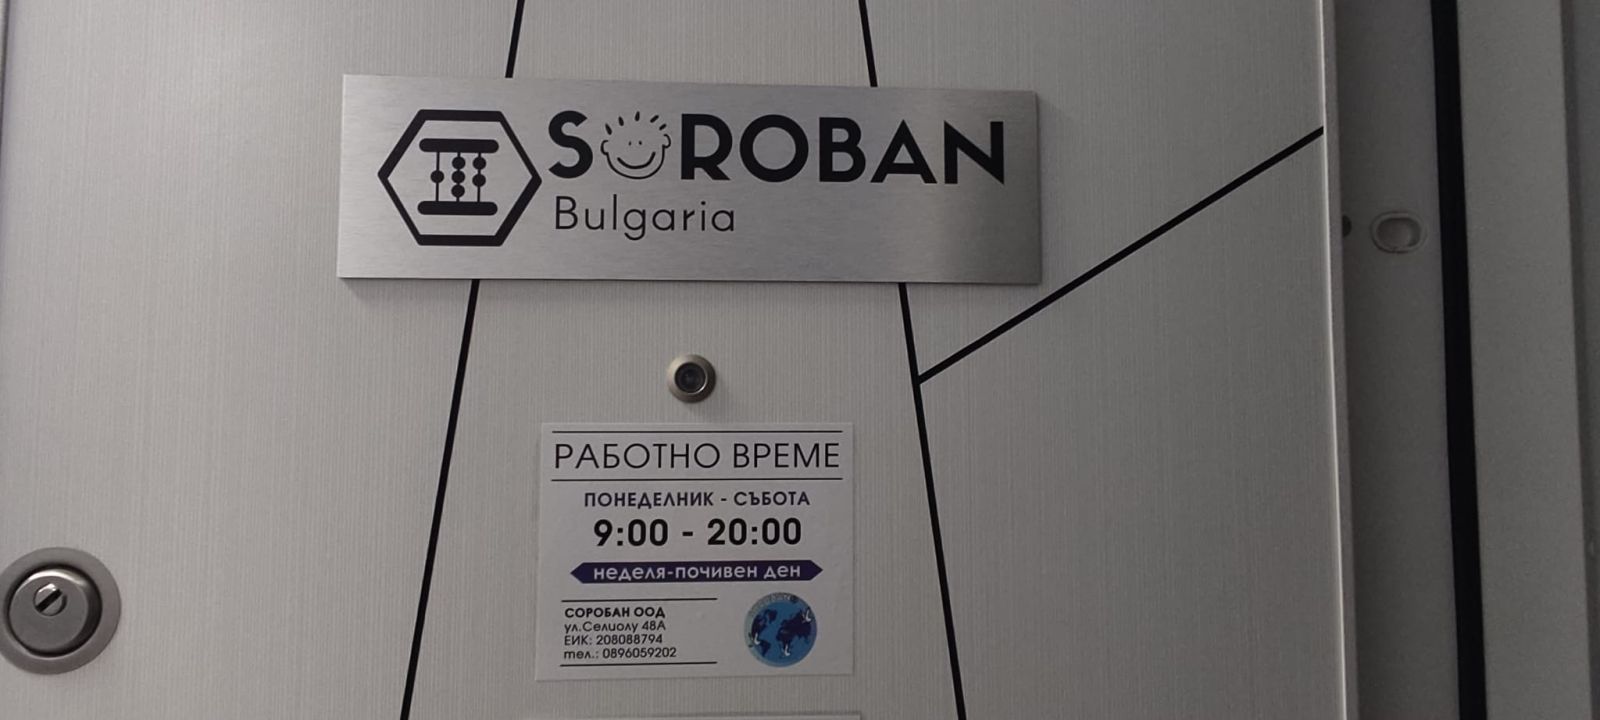 SOROBAN
Bulgaria
РАБОТНО ВРЕМЕ
ПОНЕДЕЛНИК - СЪБОТА
9:00 - 20:00
неделя-почивен ден
СОРОБАН ООД
ул.Селиолу 48А
ЕИК: 208088794
тел.: 0896059202